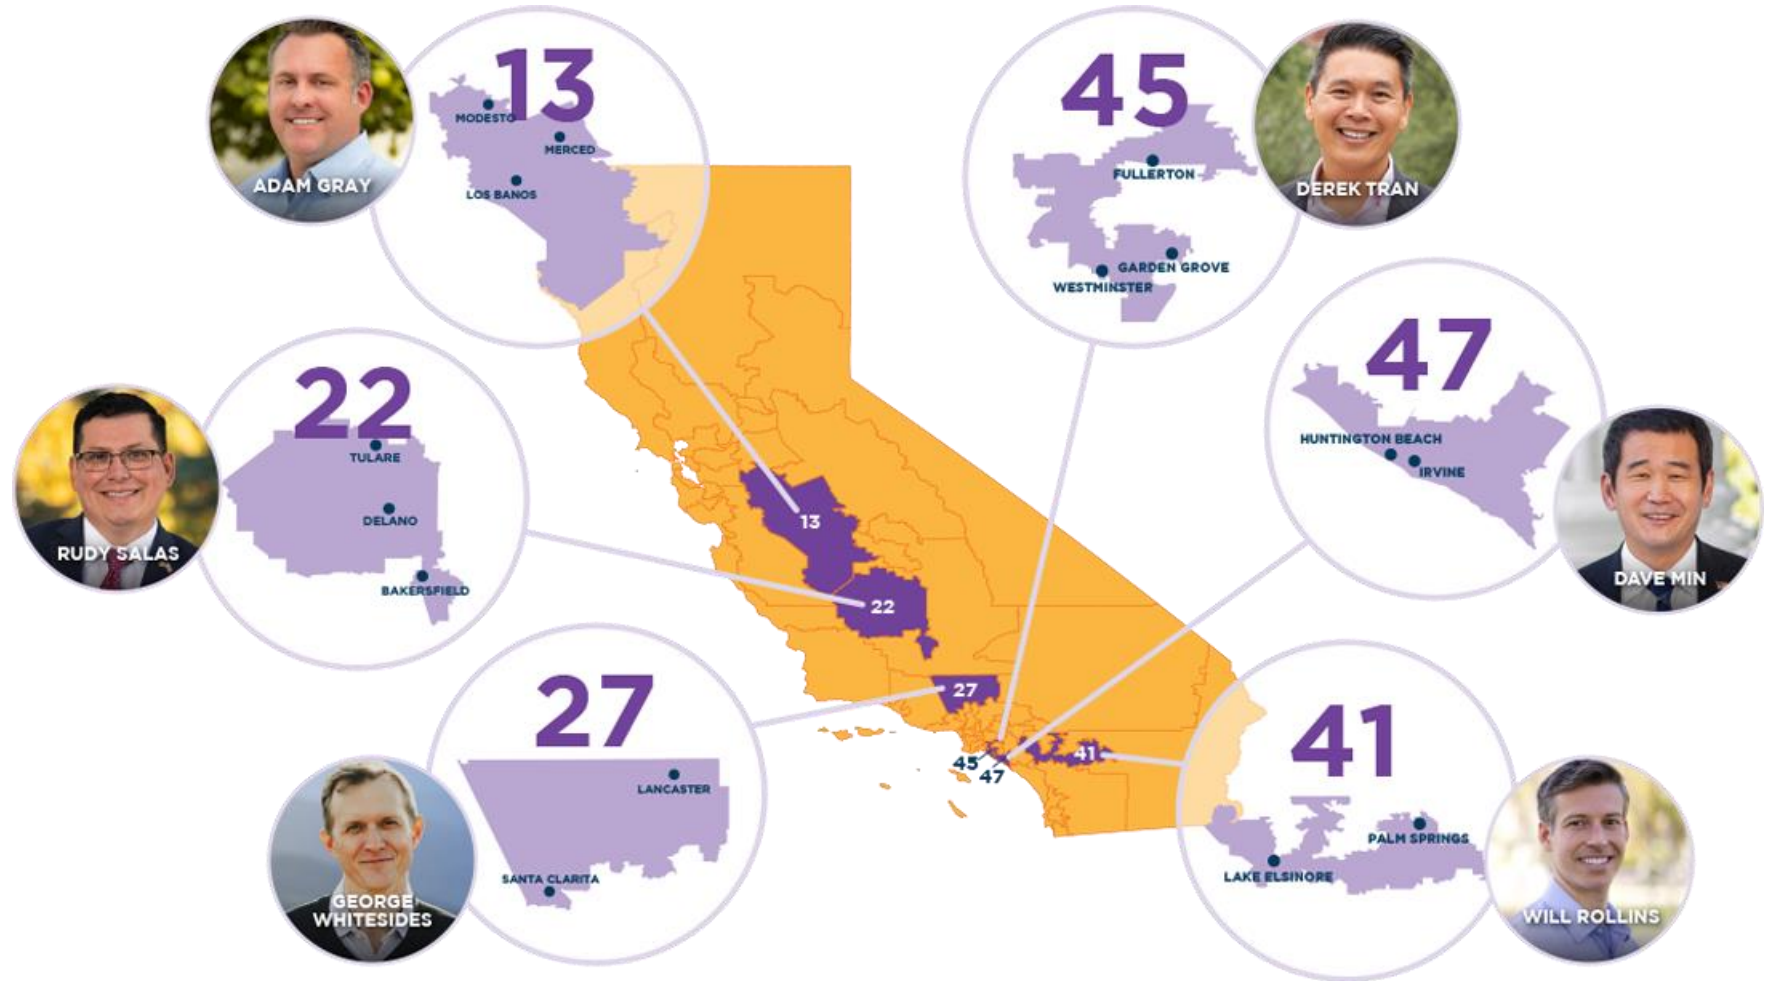 13
MODESTO
MERCED
LOS BANOS
ADAM GRAY
45
FULLERTON
GARDEN GROVE
WESTMINSTER
DEREK TRAN
22
TULARE
DELANO
BAKERSFIELD
RUDY SALAS
47
HUNTINGTON BEACH
IRVINE
DAVE MIN
13
22
27
41
45
47
27
LANCASTER
SANTA CLARITA
GEORGE
WHITESIDES
41
PALM SPRINGS
LAKE ELSINORE
WILL ROLLINS